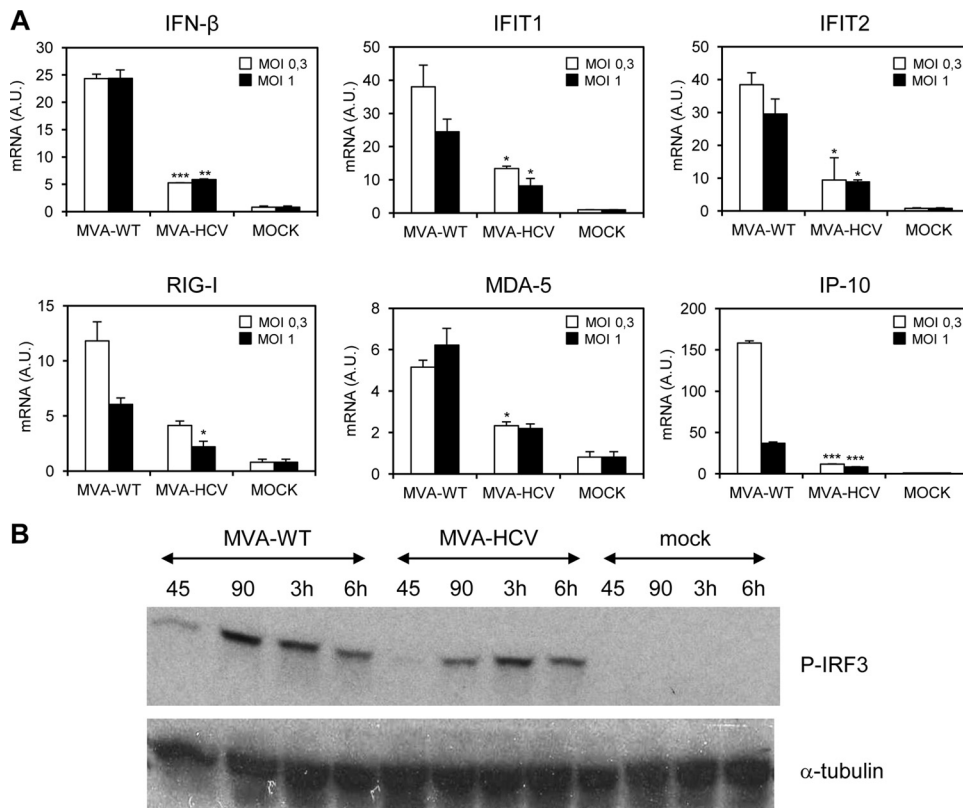 A
IFN-β
IFIT1
IFIT2
mRNA (A.U.)
30
25
20
15
10
5
0
MOI 0,3
MOI 1
***
**
MVA-WT
MVA-HCV
MOCK
mRNA (A.U.)
50
40
30
20
10
0
MOI 0,3
MOI 1
*
*
MVA-WT
MVA-HCV
MOCK
mRNA (A.U.)
50
40
30
20
10
0
MOI 0,3
MOI 1
*
*
MVA-WT
MVA-HCV
MOCK
RIG-I
MDA-5
IP-10
mRNA (A.U.)
15
10
5
0
MOI 0,3
MOI 1
*
MVA-WT
MVA-HCV
MOCK
mRNA (A.U.)
8
6
4
2
0
MOI 0,3
MOI 1
*
MVA-WT
MVA-HCV
MOCK
mRNA (A.U.)
200
150
100
50
0
MOI 0,3
MOI 1
***
***
MVA-WT
MVA-HCV
MOCK
B
MVA-WT
MVA-HCV
mock
45 90 3h 6h 45 90 3h 6h 45 90 3h 6h
P-IRF3
α-tubulin